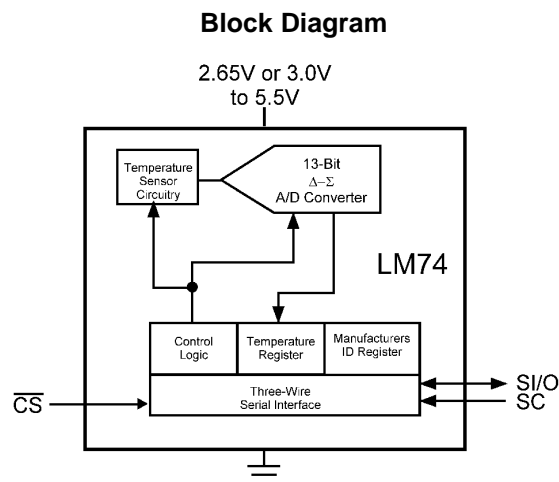 Block Diagram
2.65V or 3.0V
to 5.5V
Temperature
Sensor
Circuitry
13-Bit
Δ–Σ
A/D Converter
LM74
Control
Logic
Temperature
Register
Manufacturers
ID Register
Three-Wire
Serial Interface
CS
SI/O
SC